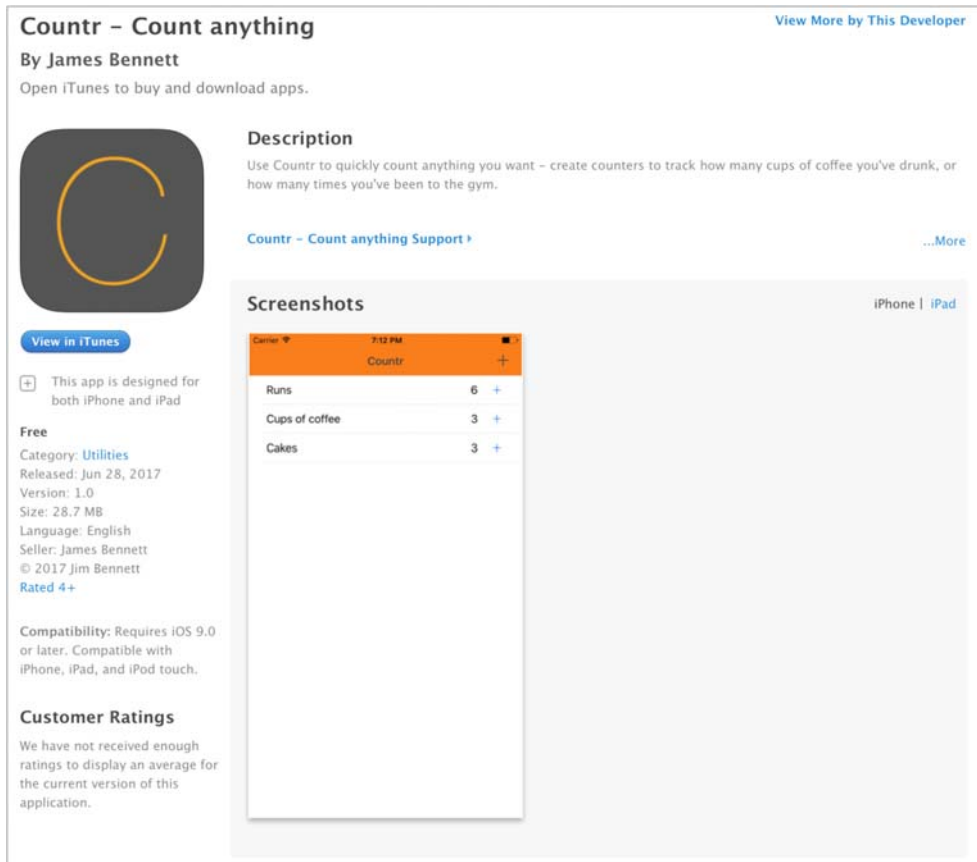 Countr – Count anything
View More by This Developer
By James Bennett
Open iTunes to buy and download apps.
C
View in iTunes
This app is designed for
both iPhone and iPad
Free
Category: Utilities
Released: Jun 28, 2017
Version: 1.0
Size: 28.7 MB
Language: English
Seller: James Bennett
© 2017 Jim Bennett
Rated 4+
Compatibility: Requires iOS 9.0
or later. Compatible with
iPhone, iPad, and iPod touch.
Customer Ratings
We have not received enough
ratings to display an average for
the current version of this
application.
Description
Use Countr to quickly count anything you want – create counters to track how many cups of coffee you've drunk, or
how many times you've been to the gym.
Countr – Count anything Support
...More
Screenshots
iPhone | iPad
Carrier 7:12 PM
Countr +
Runs 6 +
Cups of coffee 3 +
Cakes 3 +